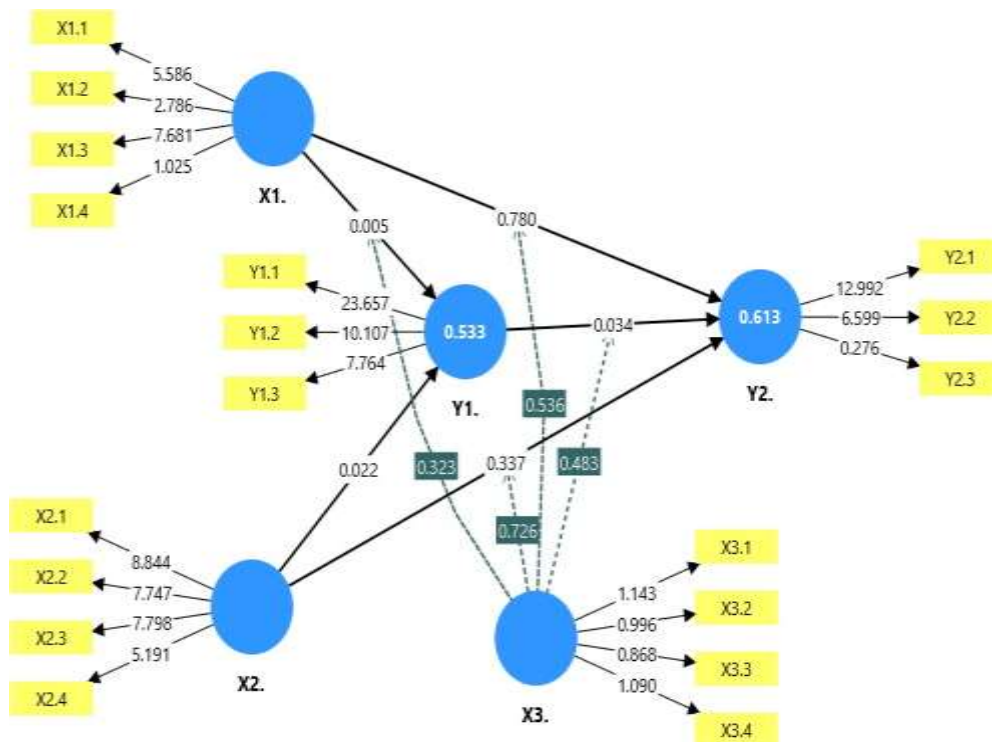 X1.1
X1.2
X1.3
X1.4
5.586
2.786
7.681
1.025
X1.
0.005
0.780
Y1.1
Y1.2
Y1.3
23.657
10.107
7.764
0.533
Y1.
0.034
0.613
Y2.
12.992
6.599
0.276
Y2.1
Y2.2
Y2.3
0.022
0.323
0.337
0.536
0.483
0.726
X2.1
X2.2
X2.3
X2.4
8.844
7.747
7.798
5.191
X2.
X3.
1.143
0.996
0.868
1.090
X3.1
X3.2
X3.3
X3.4